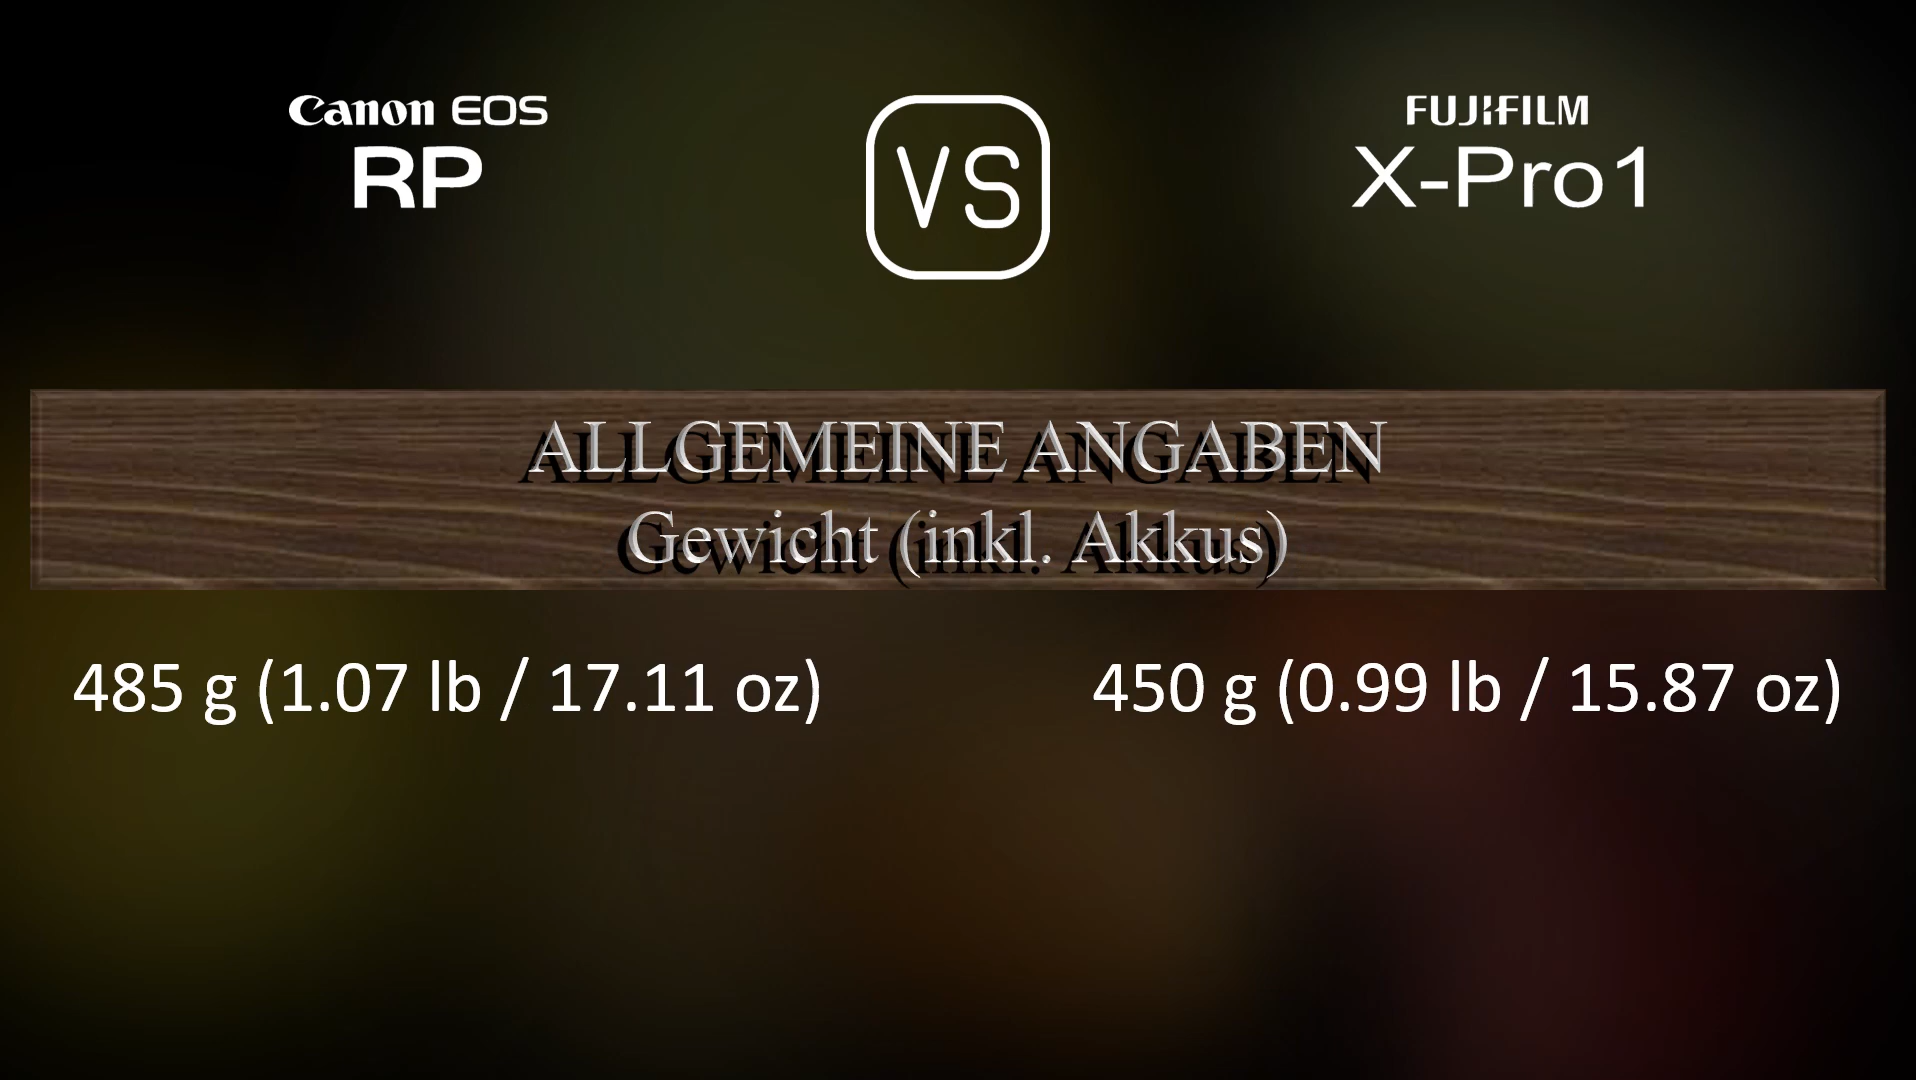 Canon EOS
RP
VS
FUJIFILM
X-Pro1
ALLGEMEINE ANGABEN
Gewicht (inkl. Akkus)
485 g (1.07 lb / 17.11 oz)
450 g (0.99 lb / 15.87 oz)